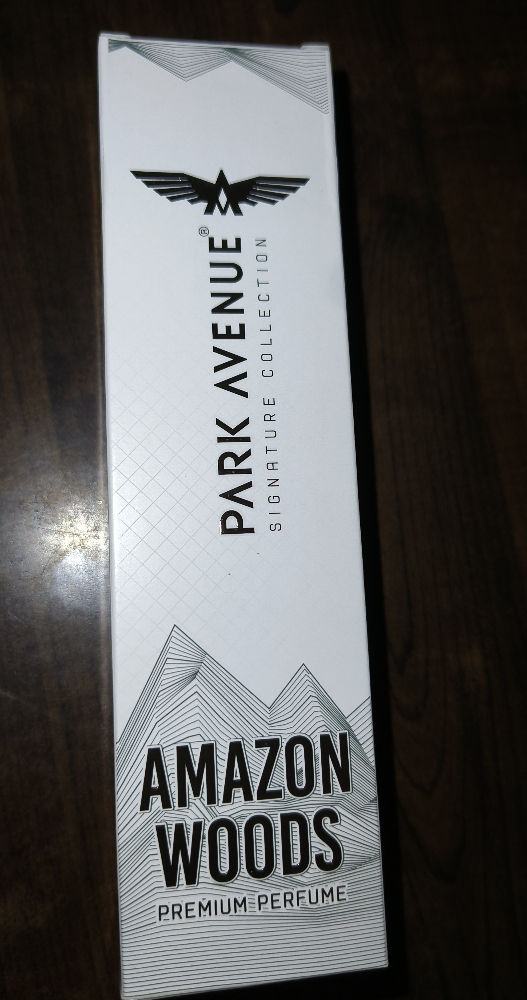 PARK AVENUE®
SIGNATURE COLLECTION
AMAZON
WOODS
PREMIUM PERFUME